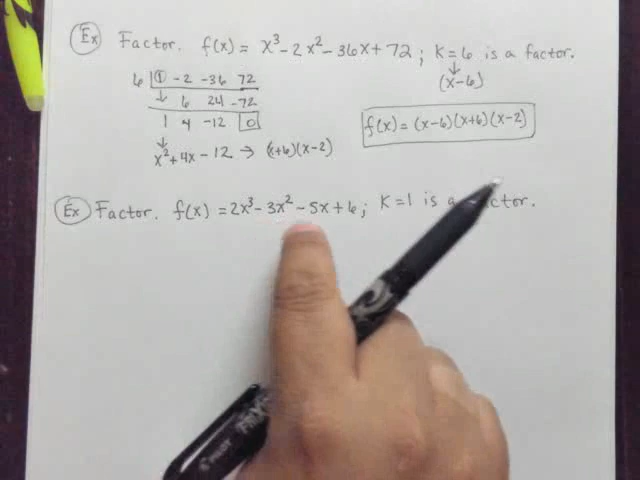 Ex Factor. f(x) = x³ - 2x² - 36x + 72 ; K = 6 is a factor.
(x-6)
6 1 -2 -36 72
6 24 -72
1 4 -12 0
x² + 4x - 12 → (x+6)(x-2)
f(x) = (x-6)(x+6)(x-2)
Ex Factor. f(x) = 2x³ - 3x² - 5x + 6 ; K = 1 is a factor.
PILOT